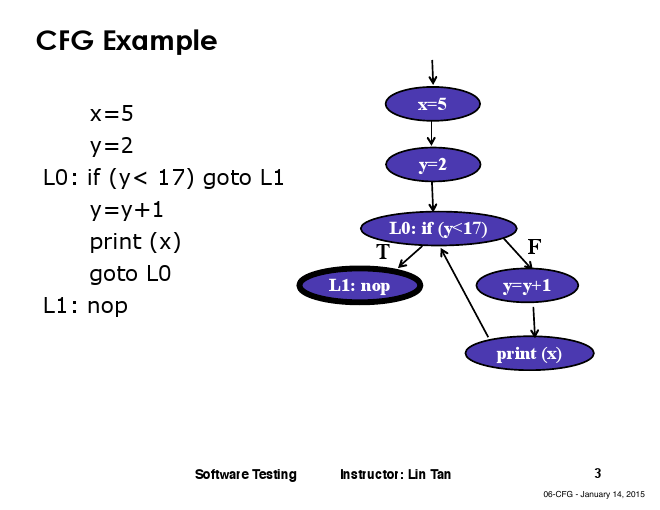 CFG Example
x=5
y=2
L0: if (y< 17) goto L1
y=y+1
print (x)
goto L0
L1: nop
x=5
y=2
L0: if (y<17)
T
F
L1: nop
y=y+1
print (x)
Software Testing Instructor: Lin Tan 3
06-CFG - January 14, 2015